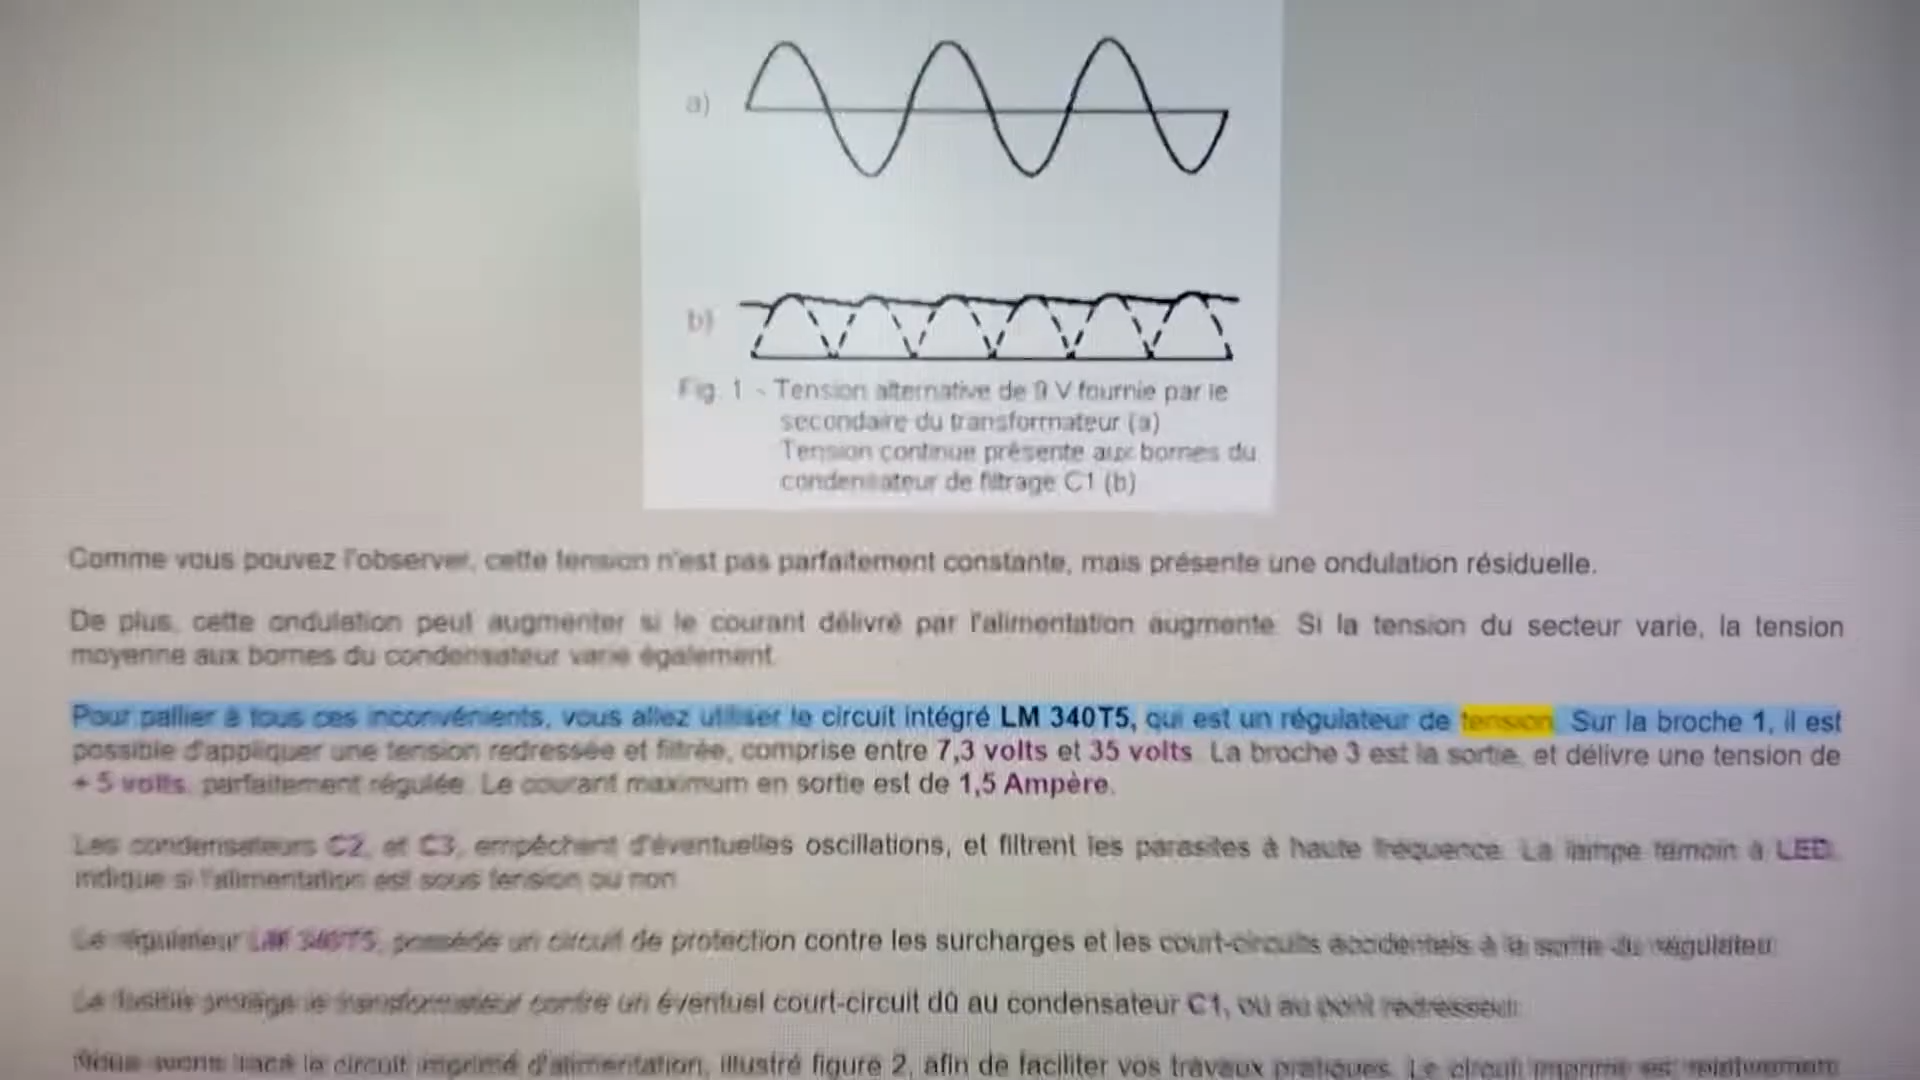 a)
b)
Fig. 1 - Tension alternative de 9 V fournie par le
secondaire du transformateur (a)
Tension continue présente aux bornes du
condensateur de filtrage C1 (b)
Comme vous pouvez l'observer, cette tension n'est pas parfaitement constante, mais présente une ondulation résiduelle.
De plus, cette ondulation peut augmenter si le courant délivré par l'alimentation augmente. Si la tension du secteur varie, la tension
moyenne aux bornes du condensateur varie également.
Pour pallier à tous ces inconvénients, vous allez utiliser le circuit intégré LM 340T5, qui est un régulateur de tension. Sur la broche 1, il est
possible d'appliquer une tension redressée et filtrée, comprise entre 7,3 volts et 35 volts. La broche 3 est la sortie, et délivre une tension de
+ 5 volts, parfaitement régulée. Le courant maximum en sortie est de 1,5 Ampère.
Les condensateurs C2, et C3, empêchent d'éventuelles oscillations, et filtrent les parasites à haute fréquence. La lampe témoin à LED
indique si l'alimentation est sous tension ou non.
Le régulateur LM 340T5, possède un circuit de protection contre les surcharges et les court-circuits accidentels à la sortie du régulateur.
Le fusible protège le transformateur contre un éventuel court-circuit dû au condensateur C1, ou au pont redresseur.
Nous avons tracé le circuit imprimé d'alimentation, illustré figure 2, afin de faciliter vos travaux pratiques. Le circuit imprimé est relativement